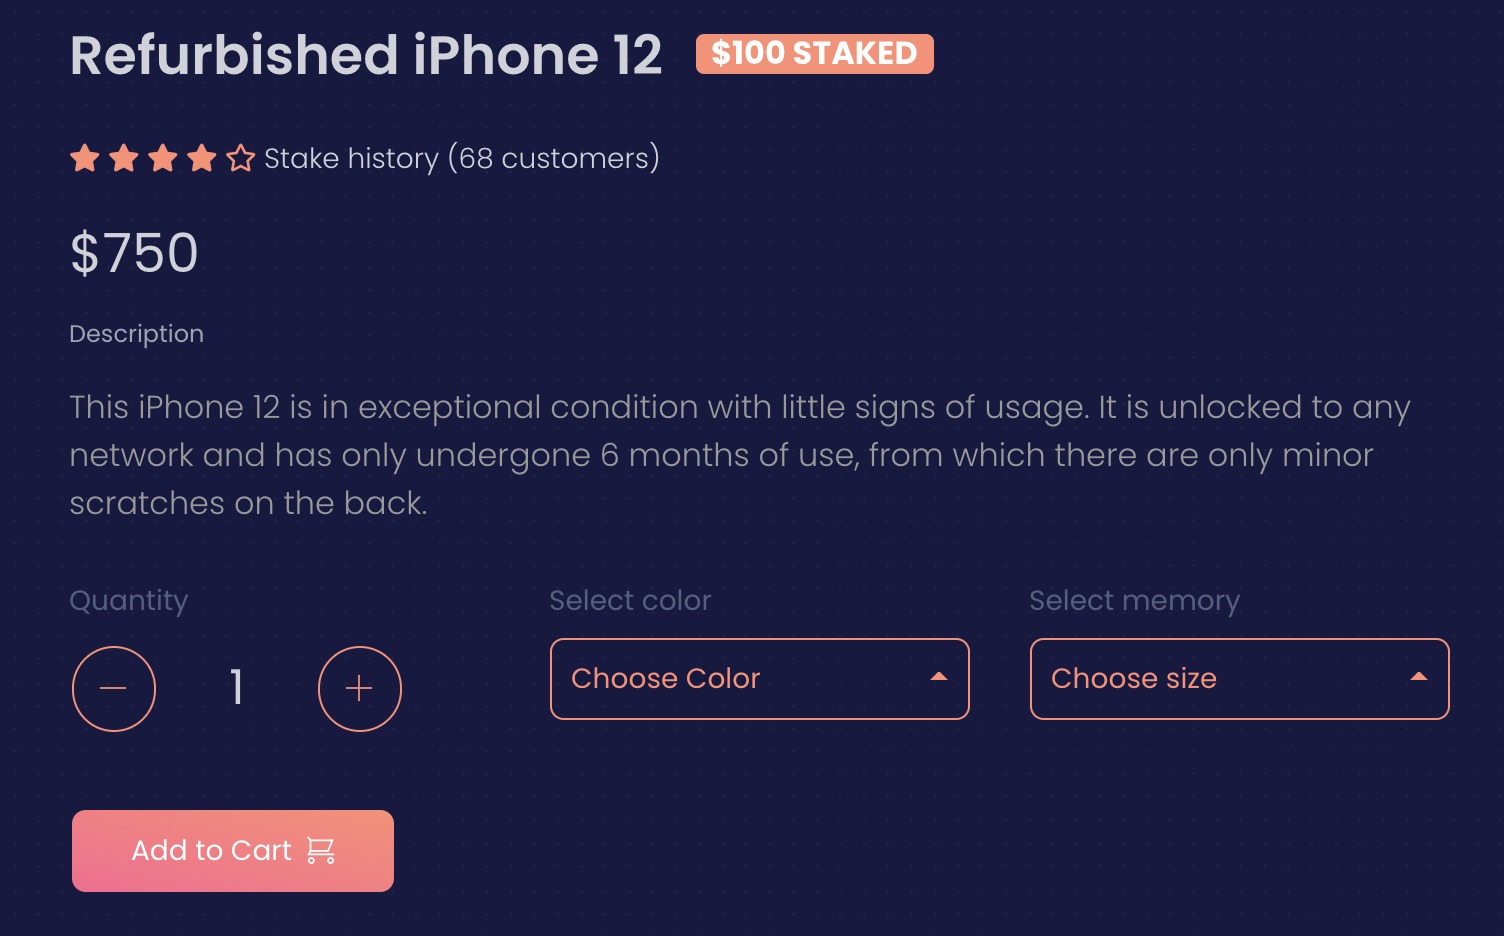 Refurbished iPhone 12 $100 STAKED
Stake history (68 customers)
$750
Description
This iPhone 12 is in exceptional condition with little signs of usage. It is unlocked to any
network and has only undergone 6 months of use, from which there are only minor
scratches on the back.
Quantity Select color Select memory
1 Choose Color Choose size
Add to Cart